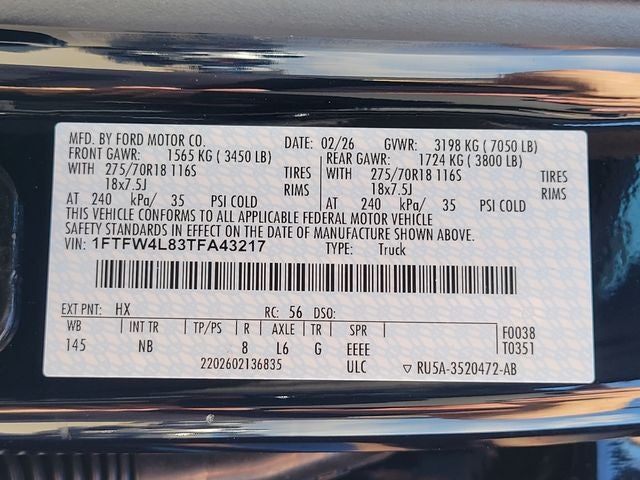 MFD. BY FORD MOTOR CO. DATE: 02/26 GVWR: 3198 KG ( 7050 LB)
FRONT GAWR: 1565 KG ( 3450 LB) REAR GAWR: 1724 KG ( 3800 LB)
WITH 275/70R18 116S TIRES WITH 275/70R18 116S TIRES
18x7.5J RIMS 18x7.5J RIMS
AT 240 kPa/ 35 PSI COLD AT 240 kPa/ 35 PSI COLD
THIS VEHICLE CONFORMS TO ALL APPLICABLE FEDERAL MOTOR VEHICLE
SAFETY STANDARDS IN EFFECT ON THE DATE OF MANUFACTURE SHOWN ABOVE.
VIN: 1FTFW4L83TFA43217 TYPE: Truck
EXT PNT: HX RC: 56 DSO:
WB INT TR TP/PS R AXLE TR SPR F0038
145 NB 8 L6 G EEEE T0351
2202602136835 ULC ▽ RU5A-3520472-AB